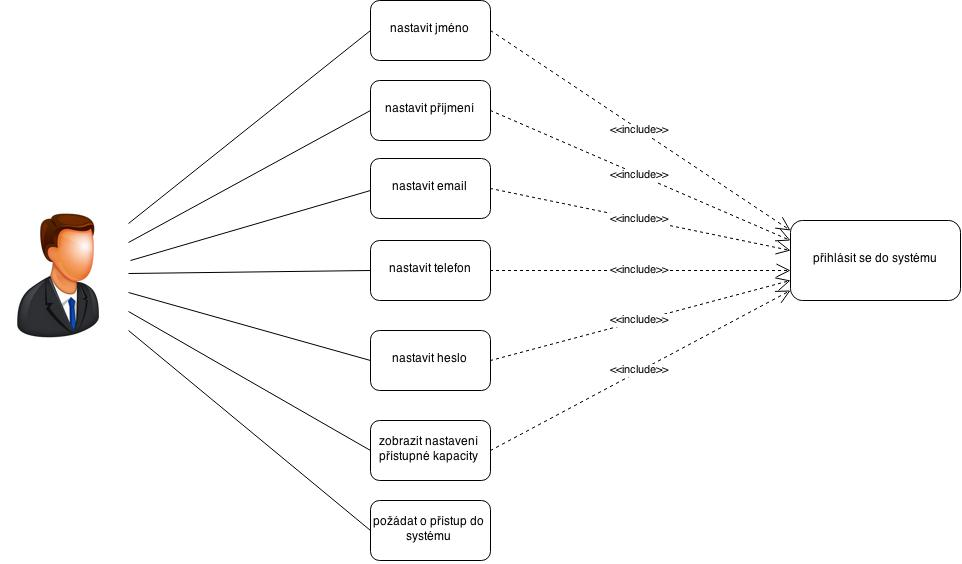 nastavit jméno
nastavit přijmení
<<include>>
<<include>>
nastavit email
<<include>>
přihlásit se do systému
nastavit telefon
<<include>>
<<include>>
nastavit heslo
<<include>>
zobrazit nastavení
přístupné kapacity
požádat o přístup do
systému